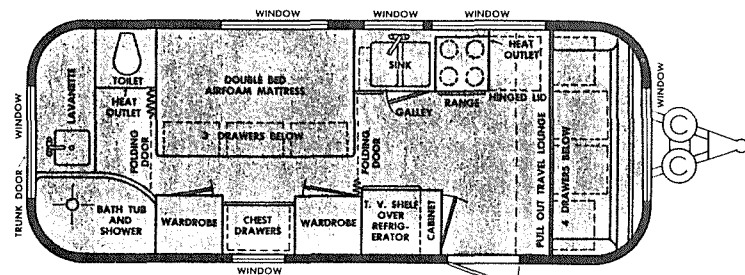 WINDOW
WINDOW
WINDOW
TOILET
HEAT
OUTLET
LAVANETTE
DOUBLE BED
AIRFOAM MATTRESS
3 DRAWERS BELOW
FOLDING
DOOR
SINK
GALLEY
RANGE
HEAT
OUTLET
HINGED LID
FOLDING
DOOR
WINDOW
TRUNK DOOR
BATH TUB
AND
SHOWER
WARDROBE
CHEST
DRAWERS
WARDROBE
T. V. SHELF
OVER
REFRIG-
ERATOR
CABINET
PULL OUT TRAVEL LOUNGE
4 DRAWERS BELOW
WINDOW
WINDOW
WINDOW